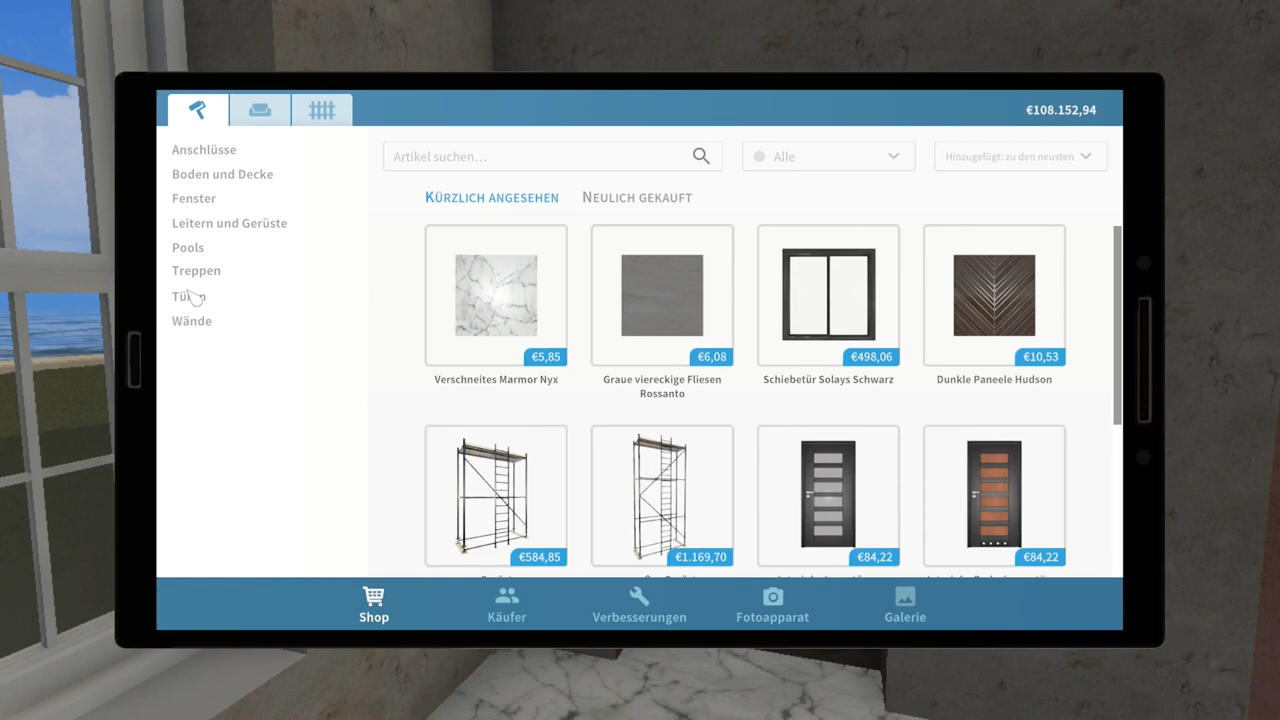 €108.152,94
Anschlüsse
Boden und Decke
Fenster
Leitern und Gerüste
Pools
Treppen
Wände
Artikel suchen...
Alle
Hinzugefügt: zu den neusten
KÜRZLICH ANGESEHEN
NEULICH GEKAUFT
€5,85
€6,08
€498,06
€10,53
Verschneites Marmor Nyx
Graue viereckige Fliesen
Rossanto
Schiebetür Solays Schwarz
Dunkle Paneele Hudson
€584,85
€1.169,70
€84,22
€84,22
Shop
Käufer
Verbesserungen
Fotoapparat
Galerie